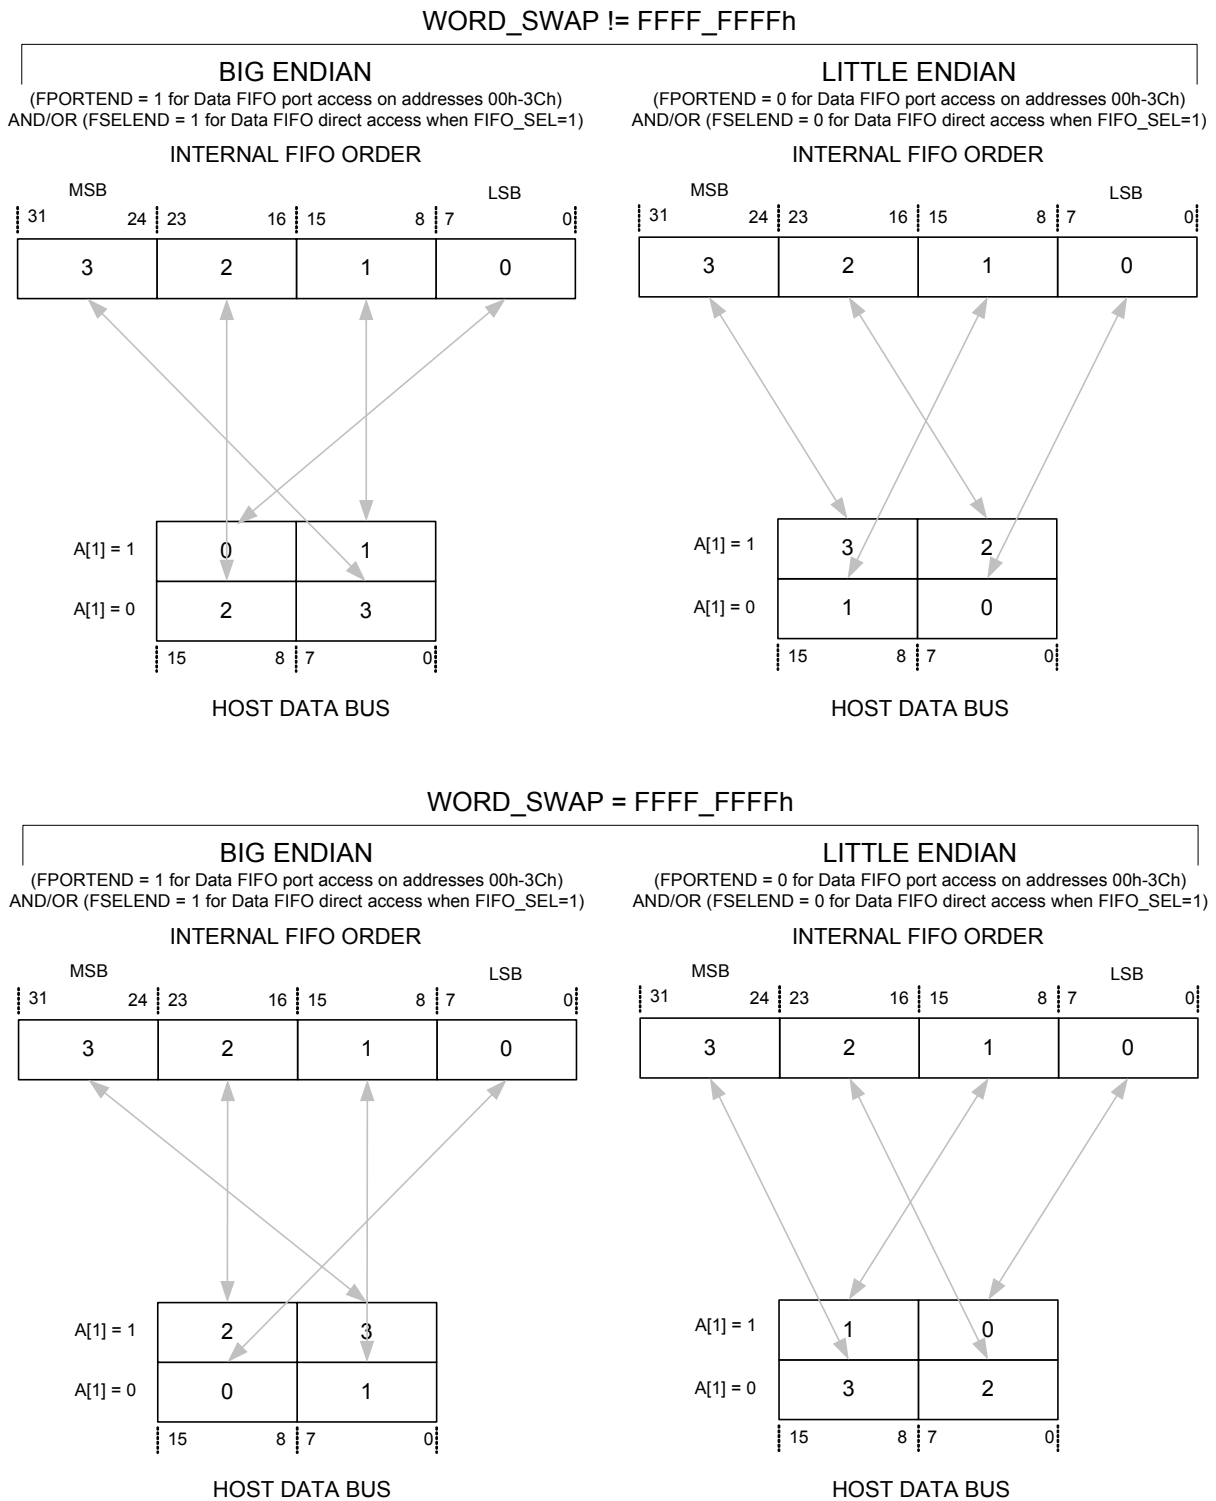 WORD_SWAP != FFFF_FFFFh
BIG ENDIAN
(FPORTEND = 1 for Data FIFO port access on addresses 00h-3Ch)
AND/OR (FSELEND = 1 for Data FIFO direct access when FIFO_SEL=1)
INTERNAL FIFO ORDER
MSB LSB
31 24 23 16 15 8 7 0
3 2 1 0
A[1] = 1 0 1
A[1] = 0 2 3
15 8 7 0
HOST DATA BUS
LITTLE ENDIAN
(FPORTEND = 0 for Data FIFO port access on addresses 00h-3Ch)
AND/OR (FSELEND = 0 for Data FIFO direct access when FIFO_SEL=1)
INTERNAL FIFO ORDER
MSB LSB
31 24 23 16 15 8 7 0
3 2 1 0
A[1] = 1 3 2
A[1] = 0 1 0
15 8 7 0
HOST DATA BUS
WORD_SWAP = FFFF_FFFFh
BIG ENDIAN
(FPORTEND = 1 for Data FIFO port access on addresses 00h-3Ch)
AND/OR (FSELEND = 1 for Data FIFO direct access when FIFO_SEL=1)
INTERNAL FIFO ORDER
MSB LSB
31 24 23 16 15 8 7 0
3 2 1 0
A[1] = 1 2 3
A[1] = 0 0 1
15 8 7 0
HOST DATA BUS
LITTLE ENDIAN
(FPORTEND = 0 for Data FIFO port access on addresses 00h-3Ch)
AND/OR (FSELEND = 0 for Data FIFO direct access when FIFO_SEL=1)
INTERNAL FIFO ORDER
MSB LSB
31 24 23 16 15 8 7 0
3 2 1 0
A[1] = 1 1 0
A[1] = 0 3 2
15 8 7 0
HOST DATA BUS